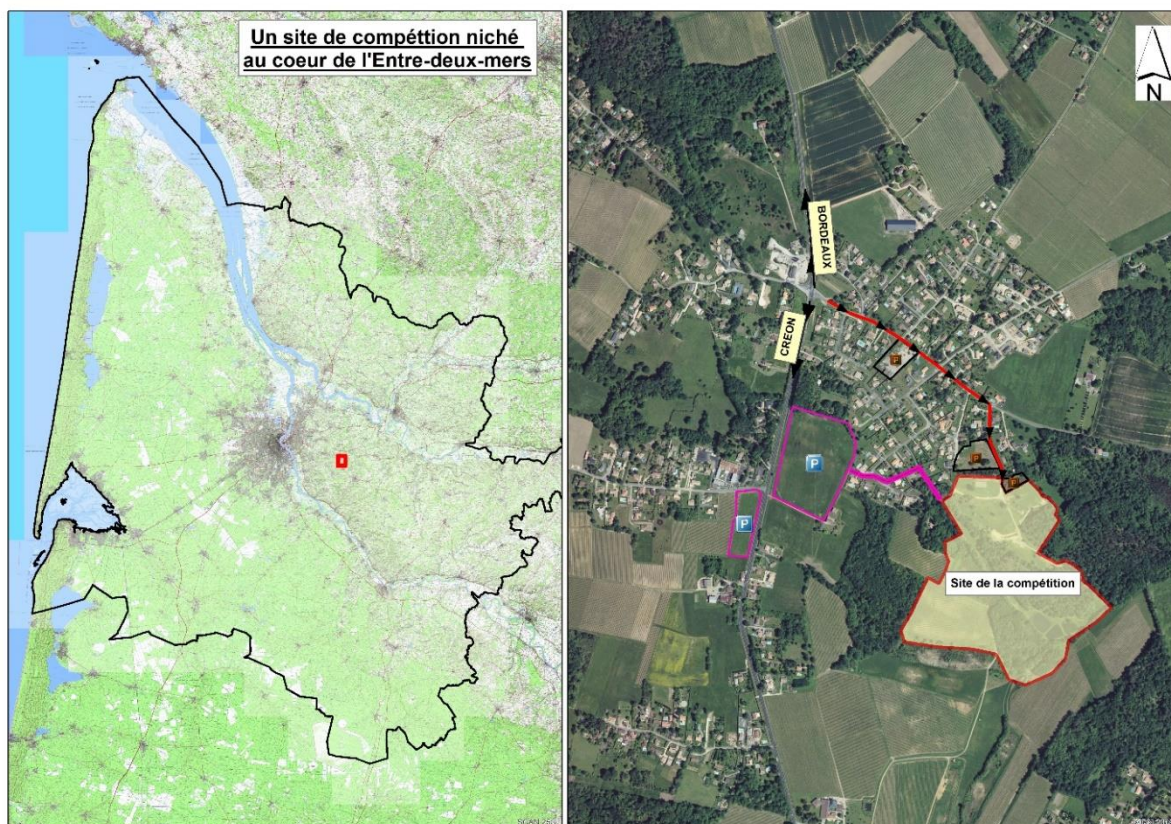 Un site de compéttion niché
au coeur de l'Entre-deux-mers
N
BORDEAUX
CREON
P
P
P
P
P
Site de la compétition